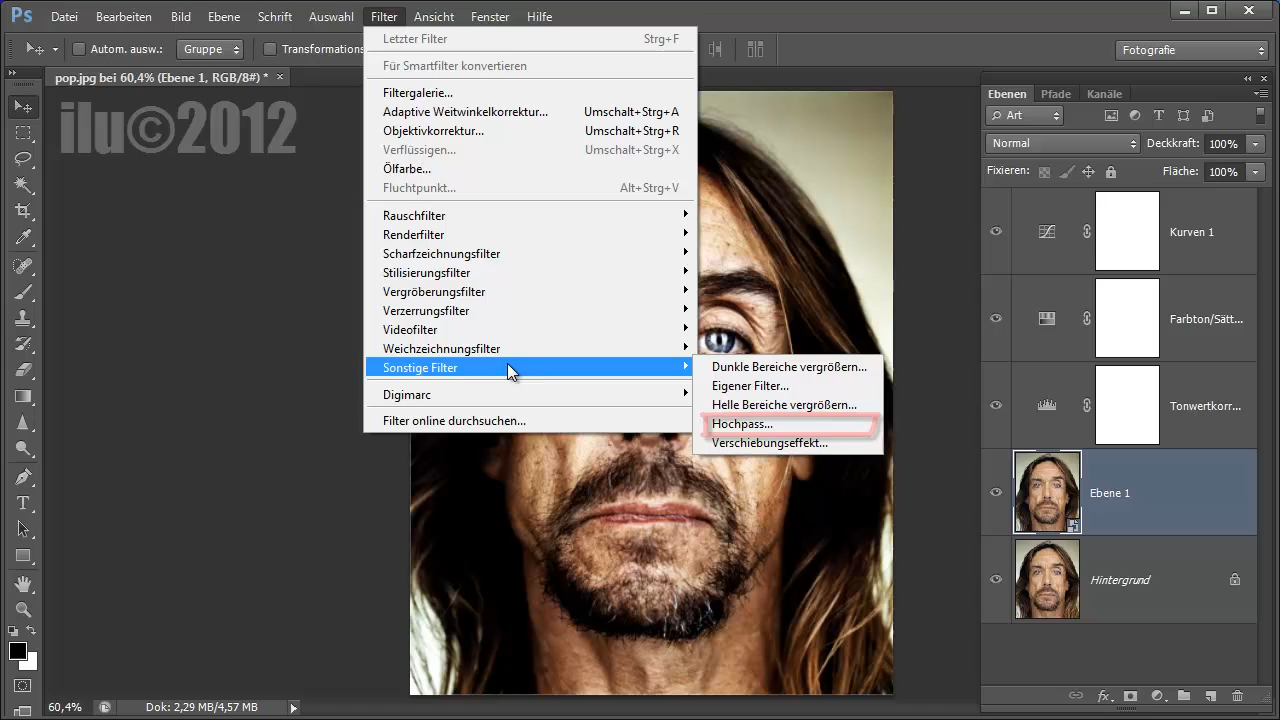 Ps Datei Bearbeiten Bild Ebene Schrift Auswahl Filter Ansicht Fenster Hilfe
Autom. ausw.: Gruppe Transformations
Fotografie
pop.jpg bei 60,4% (Ebene 1, RGB/8#) *
ilu©2012
Letzter Filter Strg+F
Für Smartfilter konvertieren
Filtergalerie...
Adaptive Weitwinkelkorrektur... Umschalt+Strg+A
Objektivkorrektur... Umschalt+Strg+R
Verflüssigen... Umschalt+Strg+X
Ölfarbe...
Fluchtpunkt... Alt+Strg+V
Rauschfilter
Renderfilter
Scharfzeichnungsfilter
Stilisierungsfilter
Vergröberungsfilter
Verzerrungsfilter
Videofilter
Weichzeichnungsfilter
Sonstige Filter
Digimarc
Filter online durchsuchen...
Dunkle Bereiche vergrößern...
Eigener Filter...
Helle Bereiche vergrößern...
Hochpass...
Verschiebungseffekt...
Ebenen Pfade Kanäle
Art
Normal Deckkraft: 100%
Fixieren: Fläche: 100%
Kurven 1
Farbton/Sätt...
Tonwertkorr...
Ebene 1
Hintergrund
60,4% Dok: 2,29 MB/4,57 MB